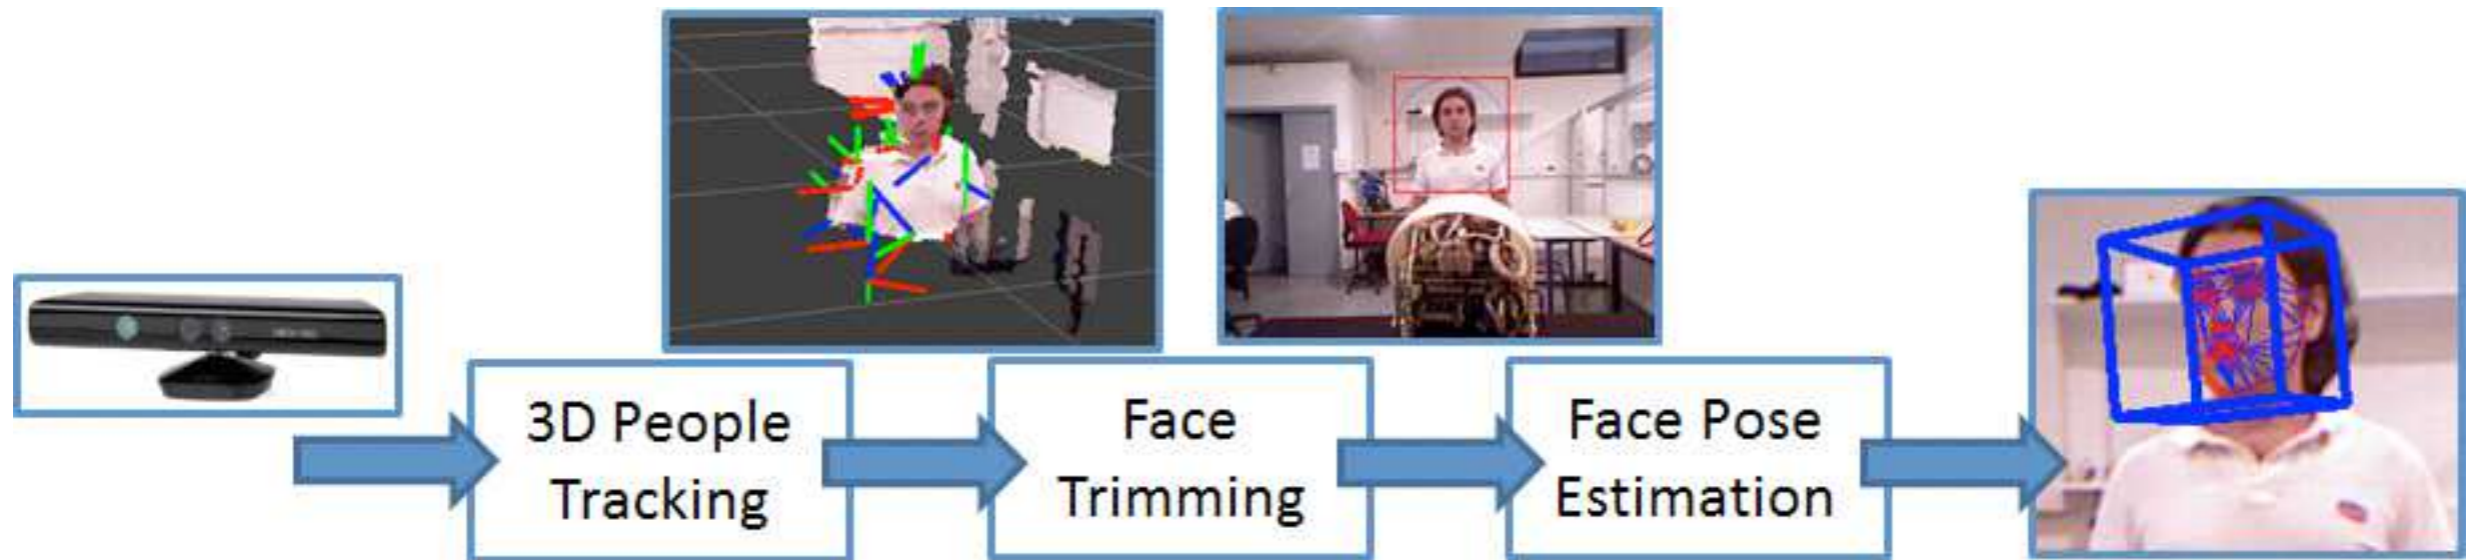 3D People
Tracking
Face
Trimming
Face Pose
Estimation